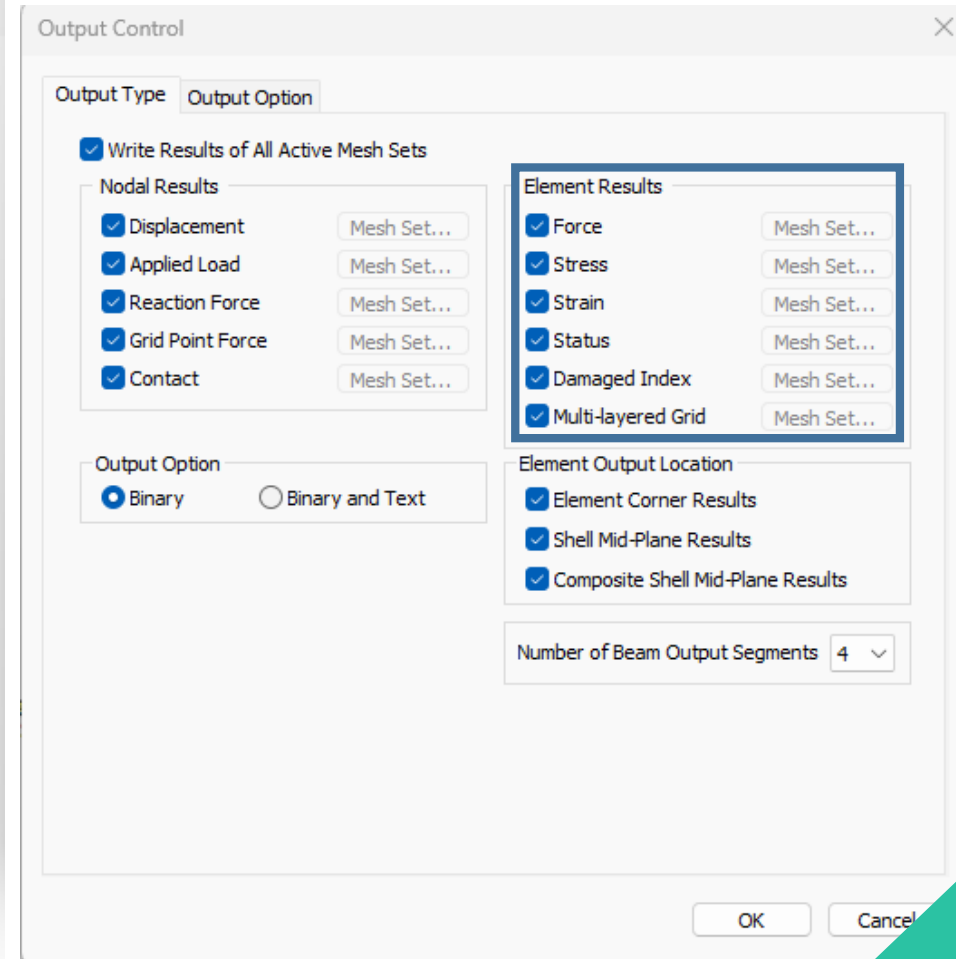 Output Control
Output Type Output Option
Write Results of All Active Mesh Sets
Nodal Results
Displacement Mesh Set...
Applied Load Mesh Set...
Reaction Force Mesh Set...
Grid Point Force Mesh Set...
Contact Mesh Set...
Element Results
Force Mesh Set...
Stress Mesh Set...
Strain Mesh Set...
Status Mesh Set...
Damaged Index Mesh Set...
Multi-layered Grid Mesh Set...
Output Option
Binary Binary and Text
Element Output Location
Element Corner Results
Shell Mid-Plane Results
Composite Shell Mid-Plane Results
Number of Beam Output Segments 4
OK Cancel